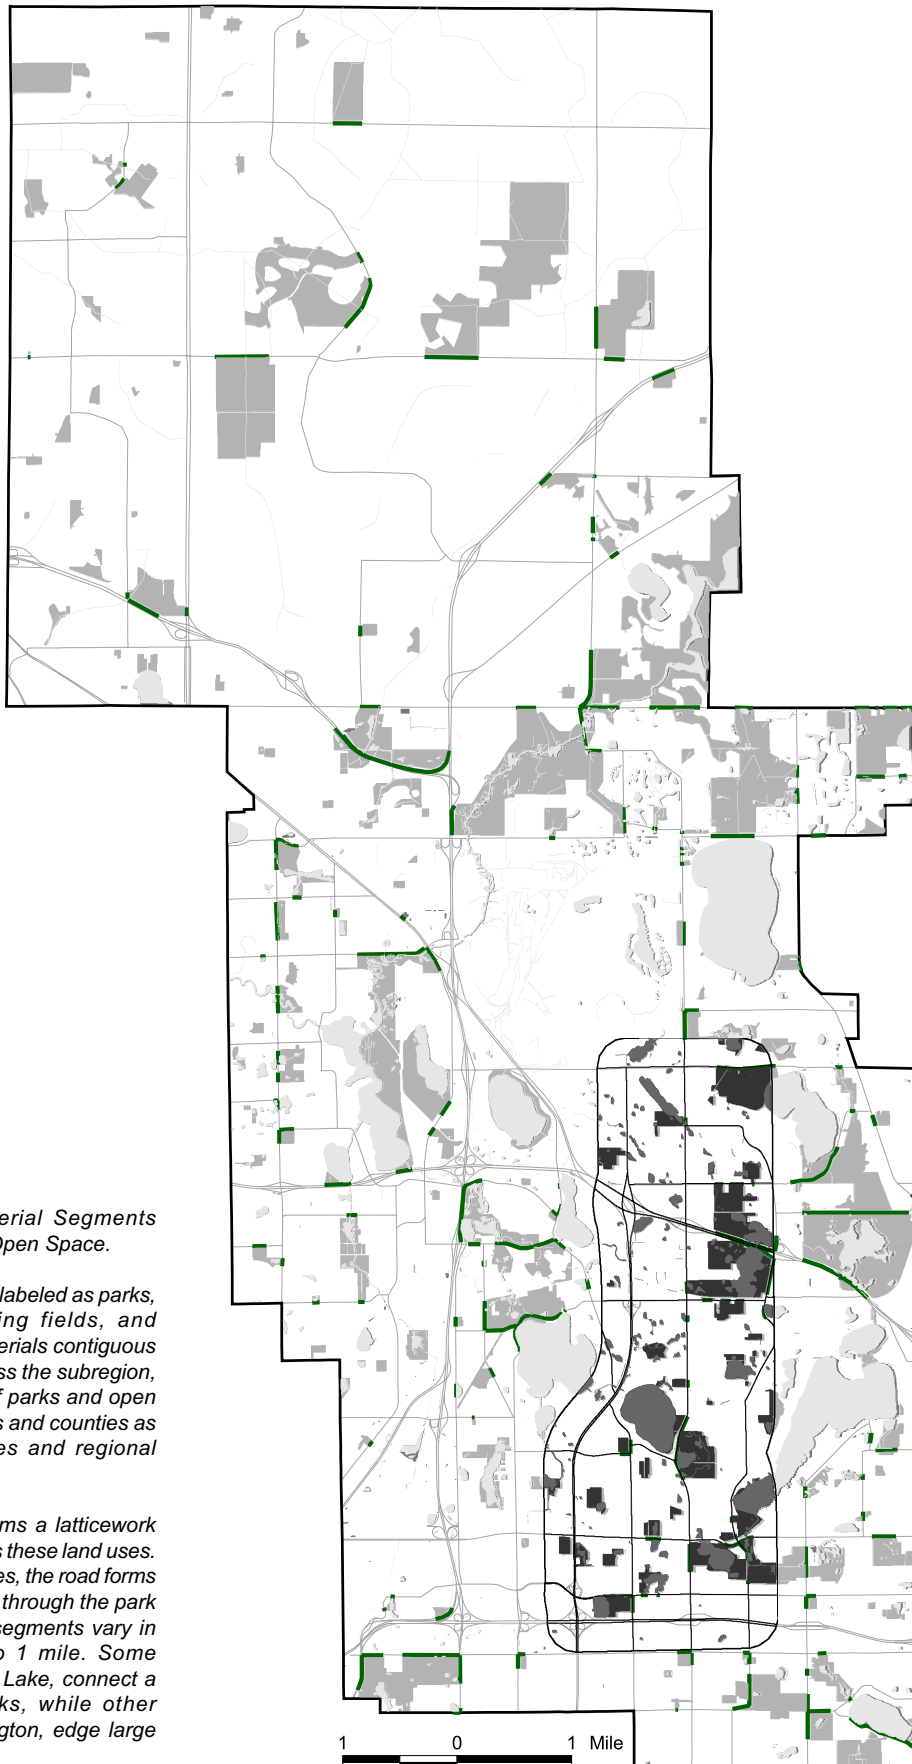 erial Segments
Open Space.
labeled as parks,
ing fields, and
erials contiguous
ss the subregion,
f parks and open
s and counties as
es and regional
ms a latticework
s these land uses.
es, the road forms
through the park
segments vary in
o 1 mile. Some
Lake, connect a
ks, while other
gton, edge large
1 0 1 Mile